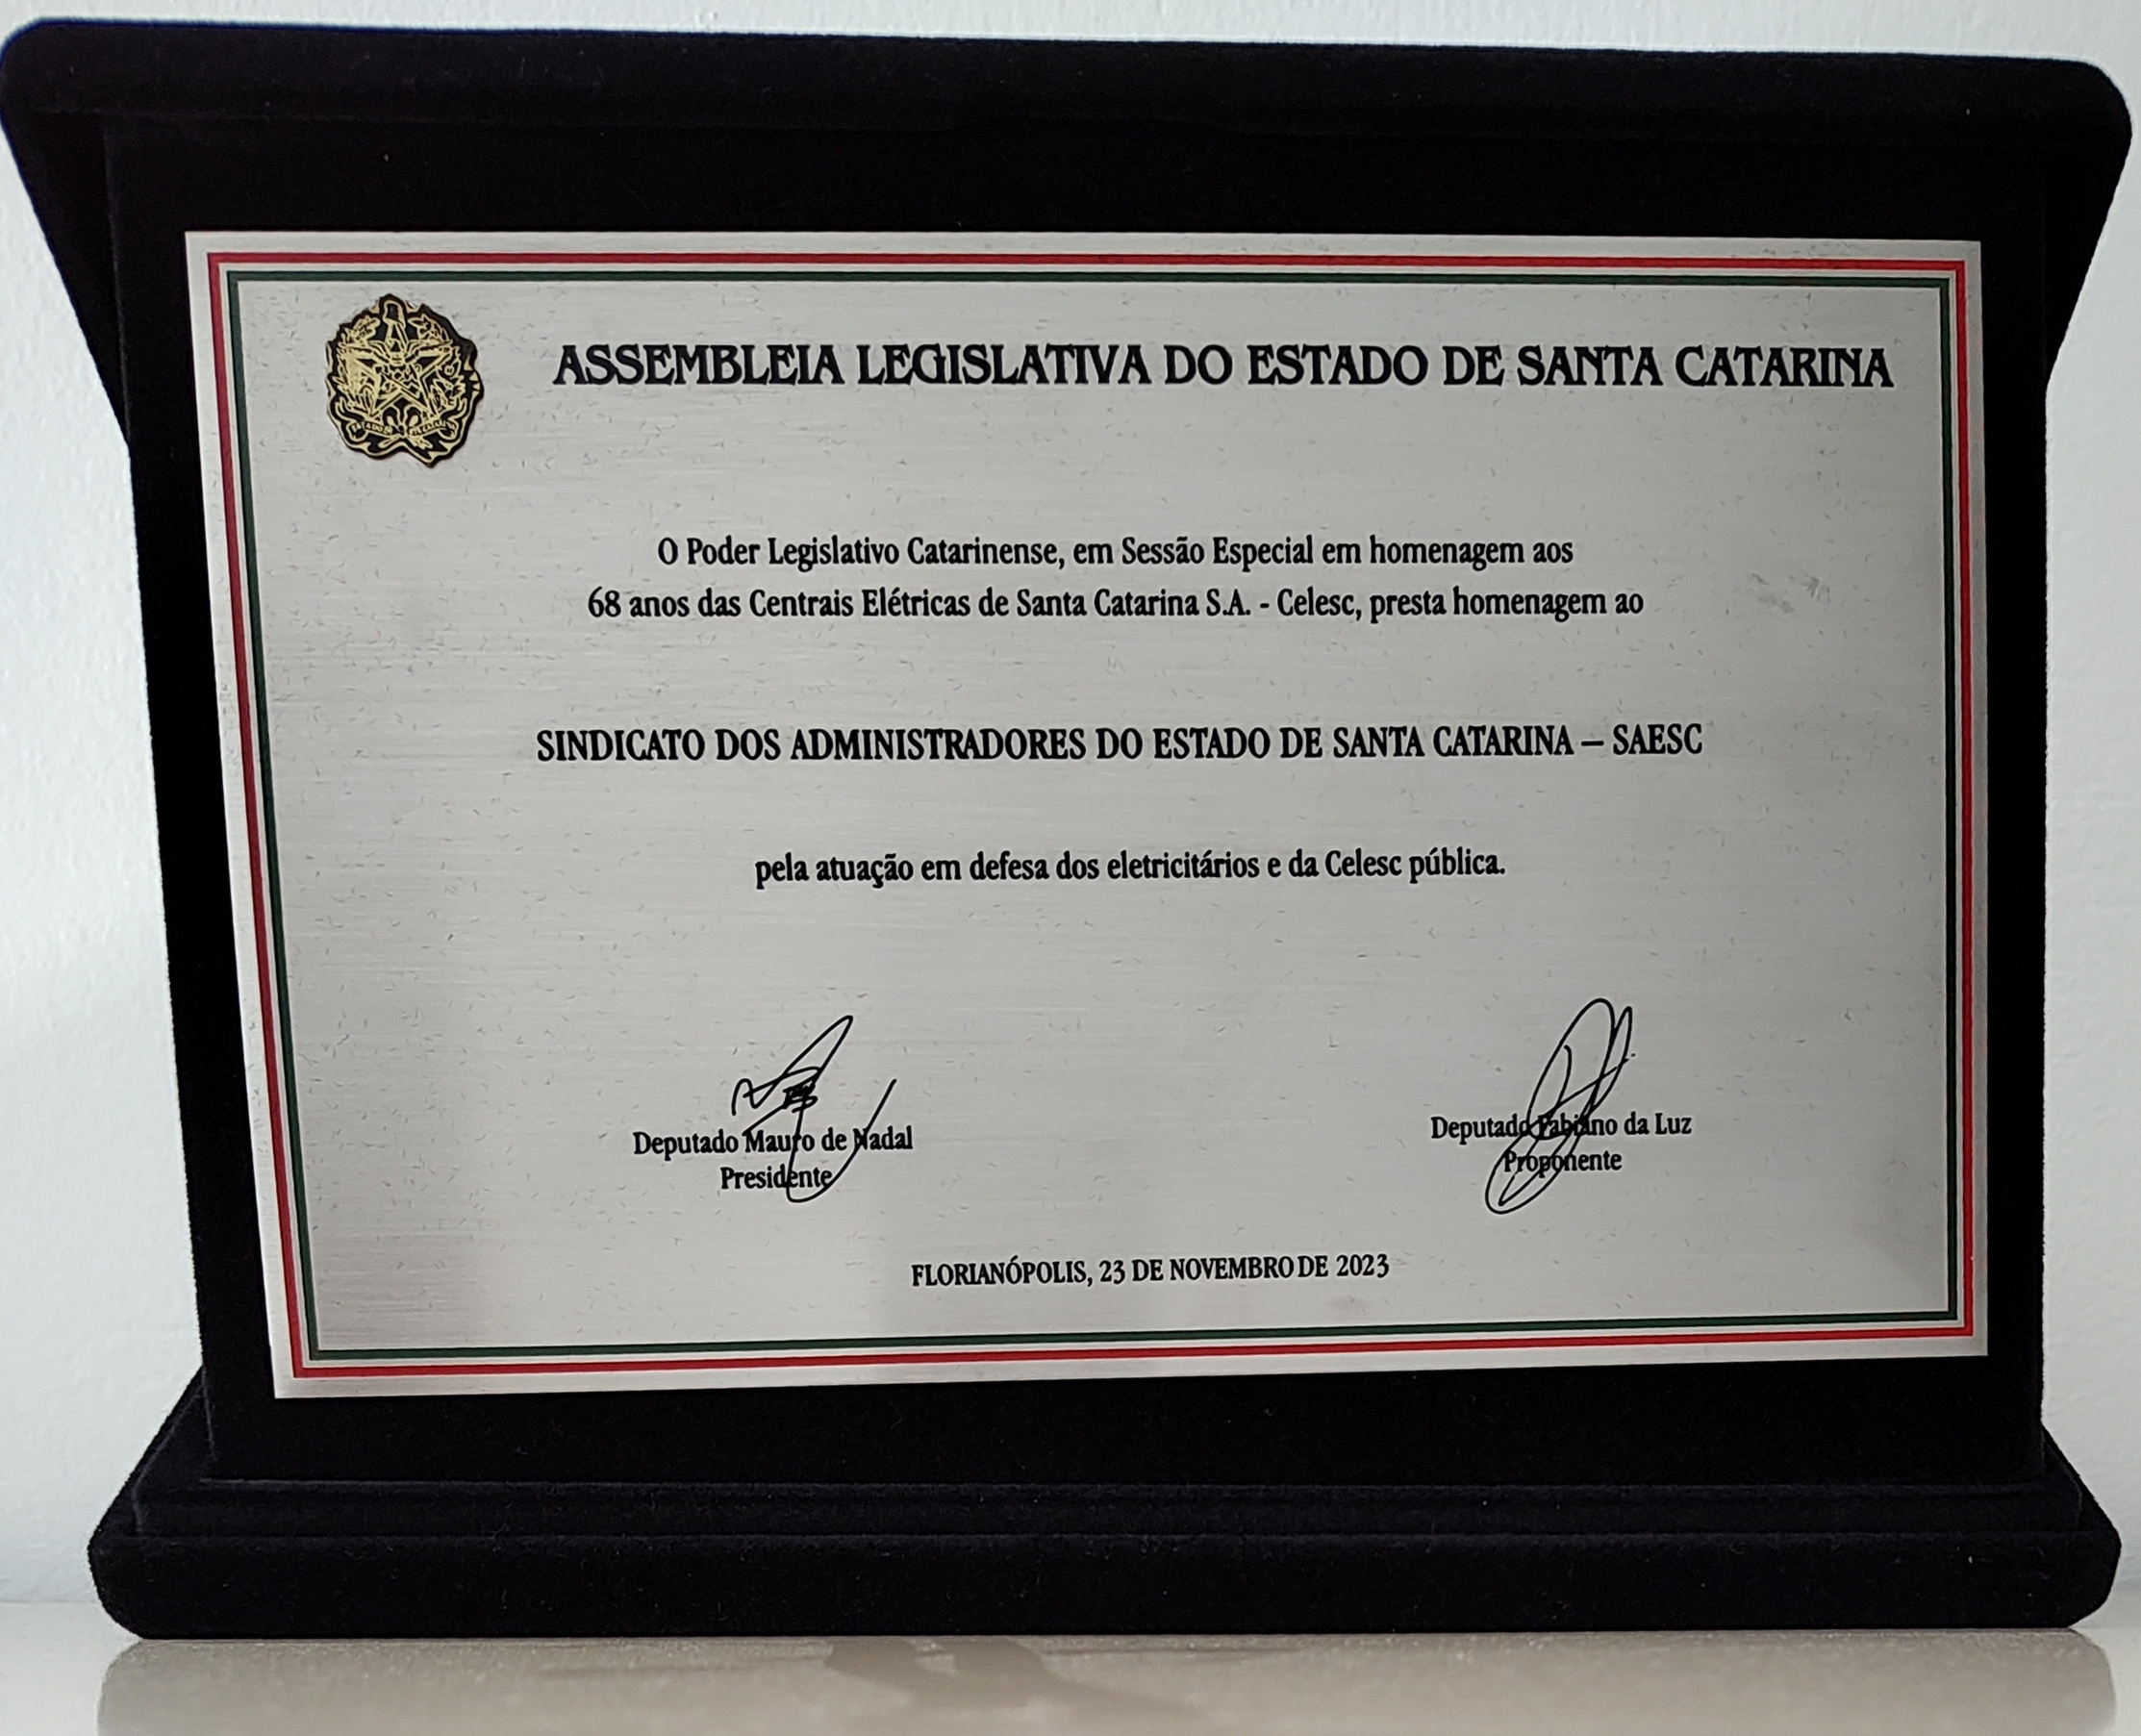 ASSEMBLEIA LEGISLATIVA DO ESTADO DE SANTA CATARINA
O Poder Legislativo Catarinense, em Sessão Especial em homenagem aos
68 anos das Centrais Elétricas de Santa Catarina S.A. - Celesc, presta homenagem ao
SINDICATO DOS ADMINISTRADORES DO ESTADO DE SANTA CATARINA – SAESC
pela atuação em defesa dos eletricitários e da Celesc pública.
Deputado Mauro de Nadal
Presidente
Deputado Fabiano da Luz
Proponente
FLORIANÓPOLIS, 23 DE NOVEMBRO DE 2023